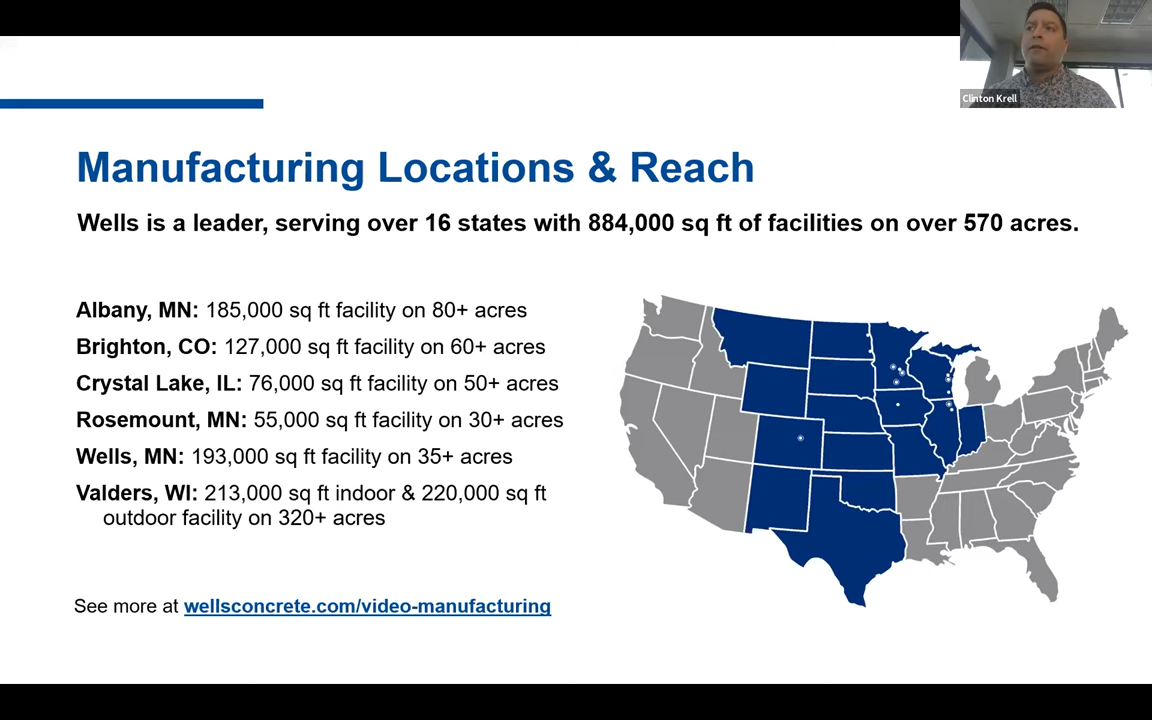 Clinton Krell
Manufacturing Locations & Reach
Wells is a leader, serving over 16 states with 884,000 sq ft of facilities on over 570 acres.
Albany, MN: 185,000 sq ft facility on 80+ acres
Brighton, CO: 127,000 sq ft facility on 60+ acres
Crystal Lake, IL: 76,000 sq ft facility on 50+ acres
Rosemount, MN: 55,000 sq ft facility on 30+ acres
Wells, MN: 193,000 sq ft facility on 35+ acres
Valders, WI: 213,000 sq ft indoor & 220,000 sq ft
outdoor facility on 320+ acres
See more at wellsconcrete.com/video-manufacturing